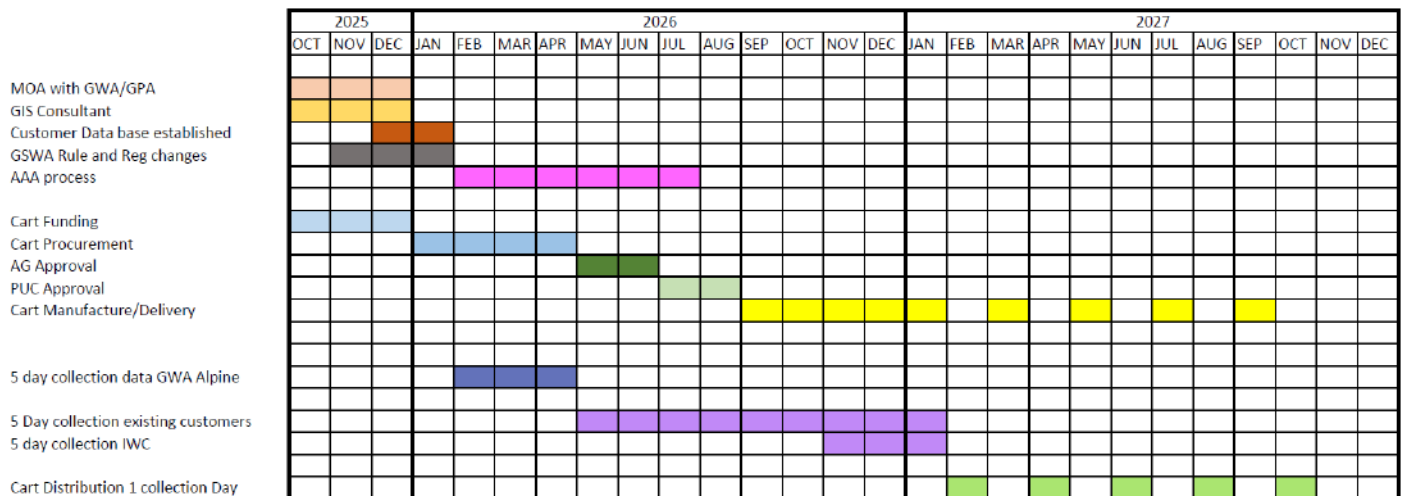 2025 2026 2027
OCT NOV DEC JAN FEB MAR APR MAY JUN JUL AUG SEP OCT NOV DEC JAN FEB MAR APR MAY JUN JUL AUG SEP OCT NOV DEC
MOA with GWA/GPA
GIS Consultant
Customer Data base established
GSWA Rule and Reg changes
AAA process
Cart Funding
Cart Procurement
AG Approval
PUC Approval
Cart Manufacture/Delivery
5 day collection data GWA Alpine
5 Day collection existing customers
5 day collection IWC
Cart Distribution 1 collection Day